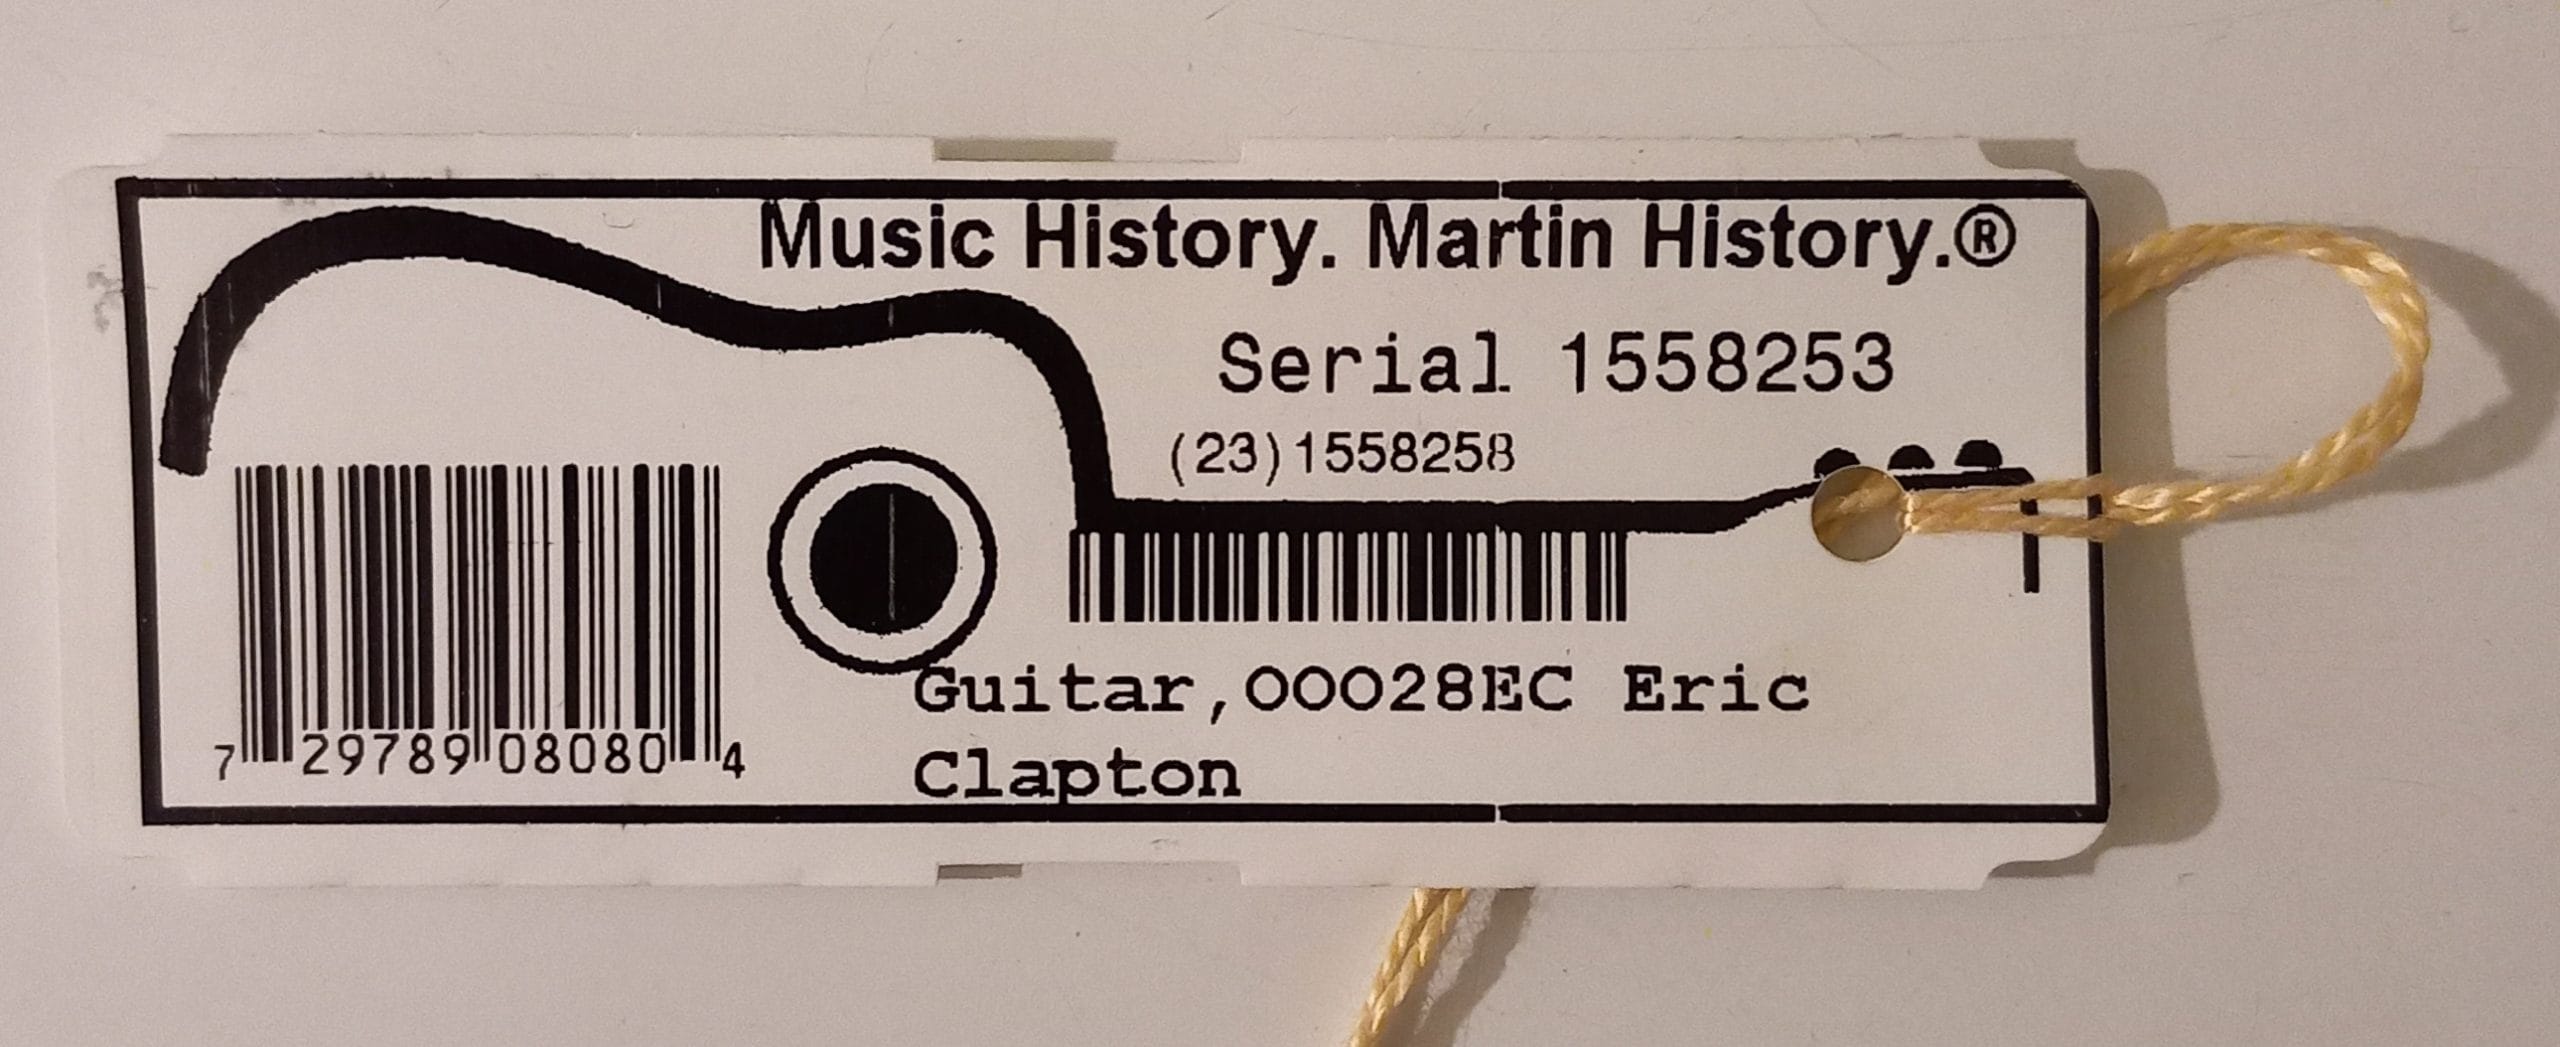 Music History. Martin History.®
Serial 1558253
(23)1558258
7 29789 08080 4
Guitar,00028EC Eric
Clapton